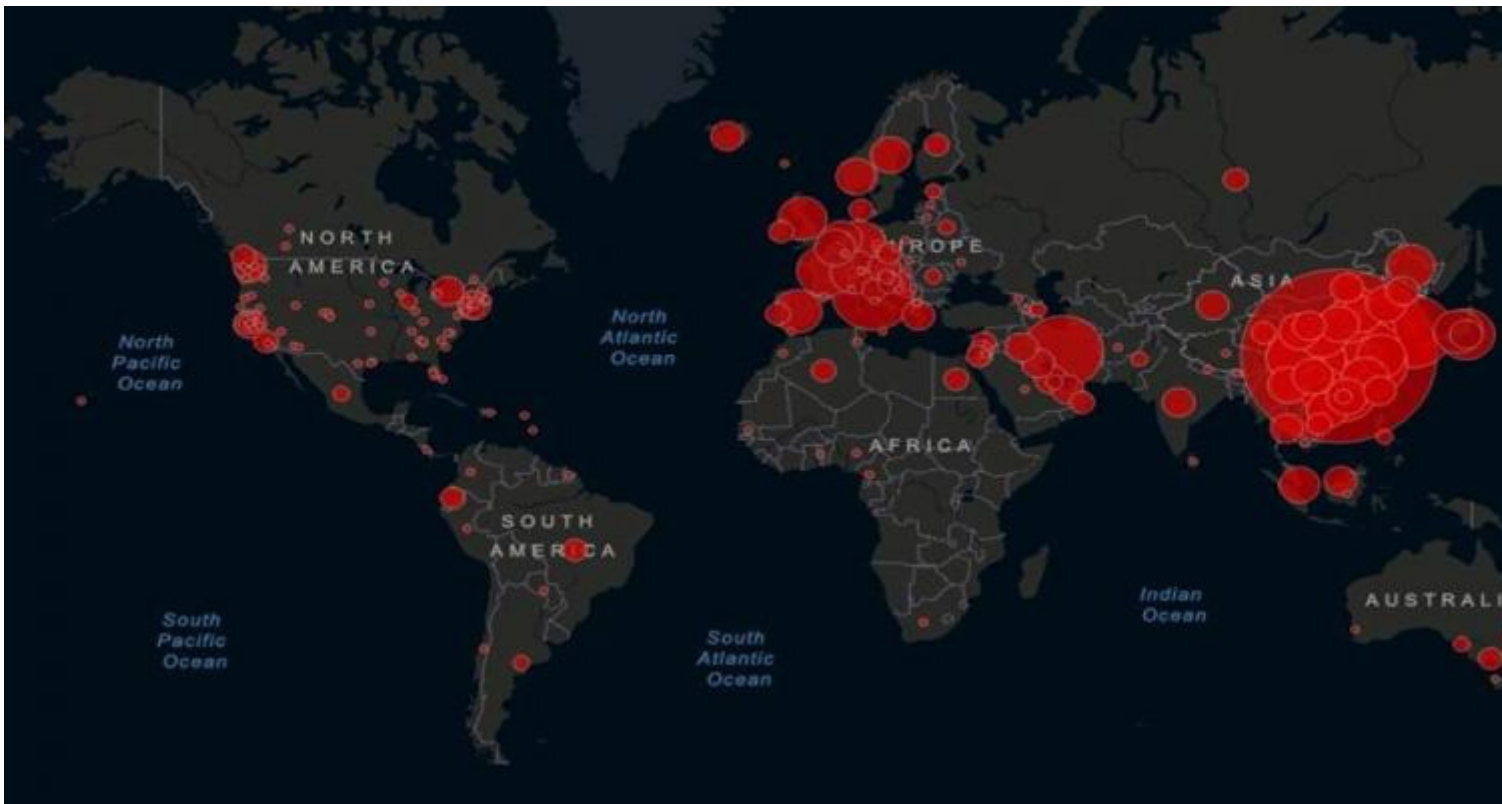 NORTH
AMERICA
EUROPE
ASIA
North
Pacific
Ocean
North
Atlantic
Ocean
AFRICA
SOUTH
AMERICA
Indian
Ocean
AUSTRALI
South
Pacific
Ocean
South
Atlantic
Ocean